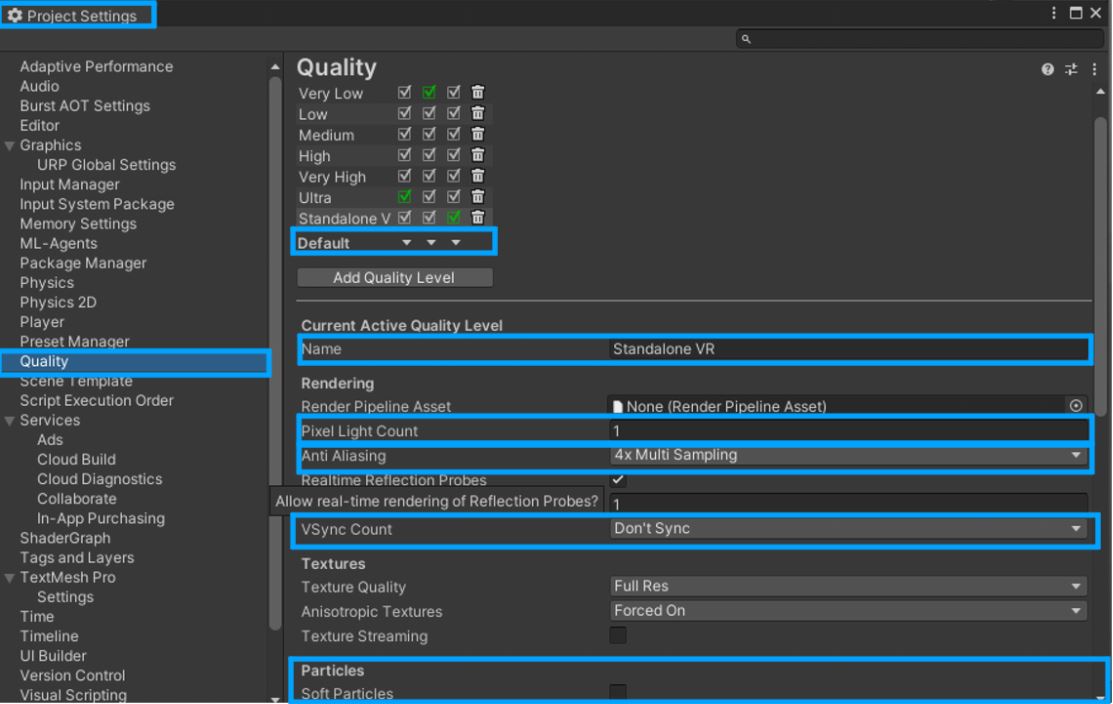 Project Settings
Adaptive Performance
Audio
Burst AOT Settings
Editor
Graphics
URP Global Settings
Input Manager
Input System Package
Memory Settings
ML-Agents
Package Manager
Physics
Physics 2D
Player
Preset Manager
Quality
Scene Template
Script Execution Order
Services
Ads
Cloud Build
Cloud Diagnostics
Collaborate
In-App Purchasing
ShaderGraph
Tags and Layers
TextMesh Pro
Settings
Time
Timeline
UI Builder
Version Control
Visual Scripting
Quality
Very Low
Low
Medium
High
Very High
Ultra
Standalone V
Default
Add Quality Level
Current Active Quality Level
Name Standalone VR
Rendering
Render Pipeline Asset None (Render Pipeline Asset)
Pixel Light Count 1
Anti Aliasing 4x Multi Sampling
Realtime Reflection Probes
Allow real-time rendering of Reflection Probes? 1
VSync Count Don't Sync
Textures
Texture Quality Full Res
Anisotropic Textures Forced On
Texture Streaming
Particles
Soft Particles